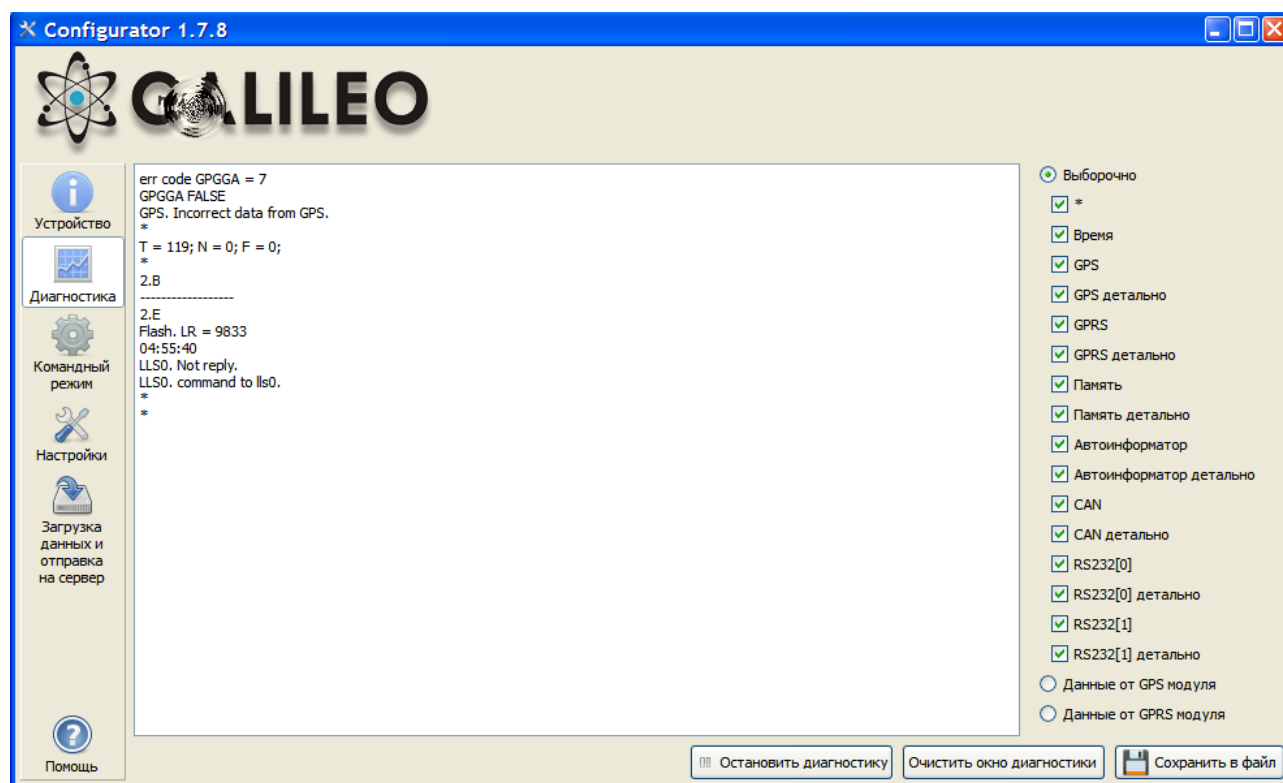 Configurator 1.7.8
GALILEO
Устройство
Диагностика
Командный
режим
Настройки
Загрузка
данных и
отправка
на сервер
Помощь
err code GPGGA = 7
GPGGA FALSE
GPS. Incorrect data from GPS.
*
T = 119; N = 0; F = 0;
*
2.B
------------------
2.E
Flash. LR = 9833
04:55:40
LLS0. Not reply.
LLS0. command to lls0.
*
*
Выборочно
*
Время
GPS
GPS детально
GPRS
GPRS детально
Память
Память детально
Автоинформатор
Автоинформатор детально
CAN
CAN детально
RS232[0]
RS232[0] детально
RS232[1]
RS232[1] детально
Данные от GPS модуля
Данные от GPRS модуля
Остановить диагностику
Очистить окно диагностики
Сохранить в файл